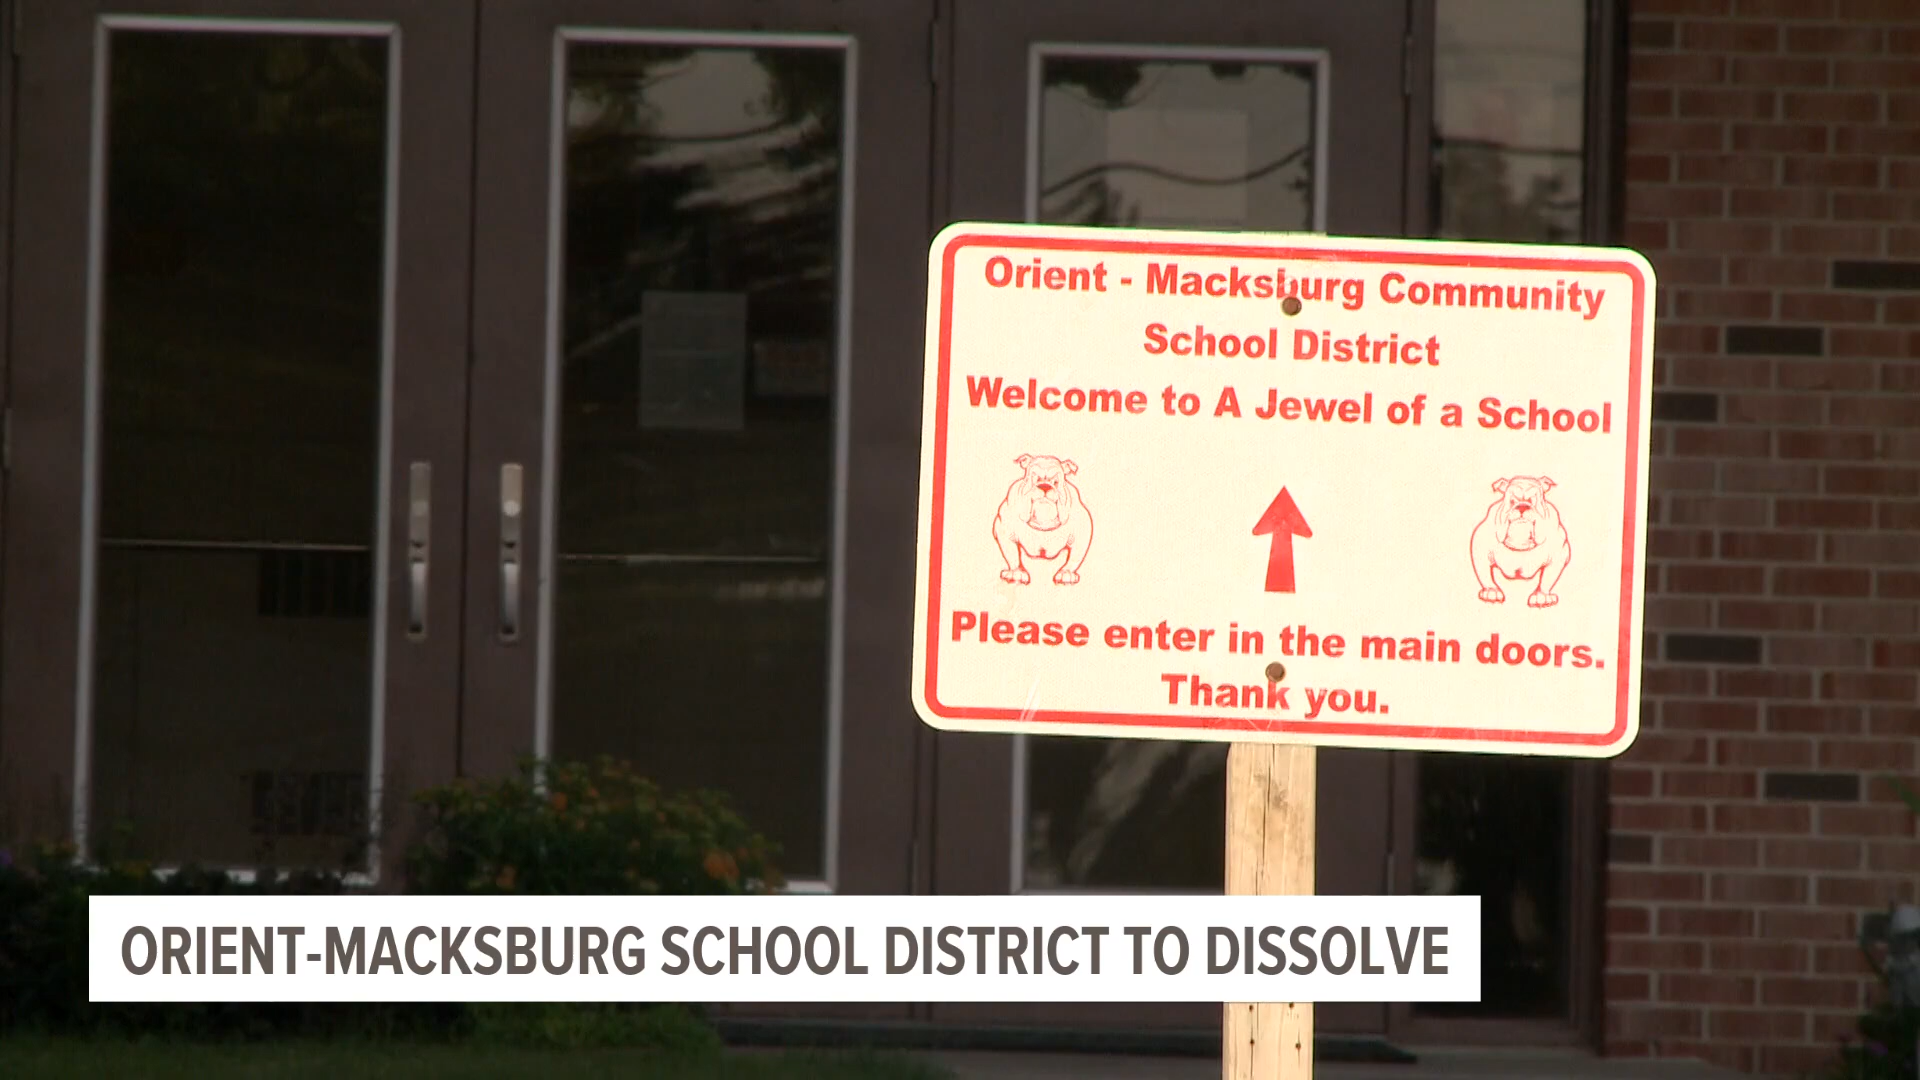 Orient - Macksburg Community
School District
Welcome to A Jewel of a School
Please enter in the main doors.
Thank you.
ORIENT-MACKSBURG SCHOOL DISTRICT TO DISSOLVE